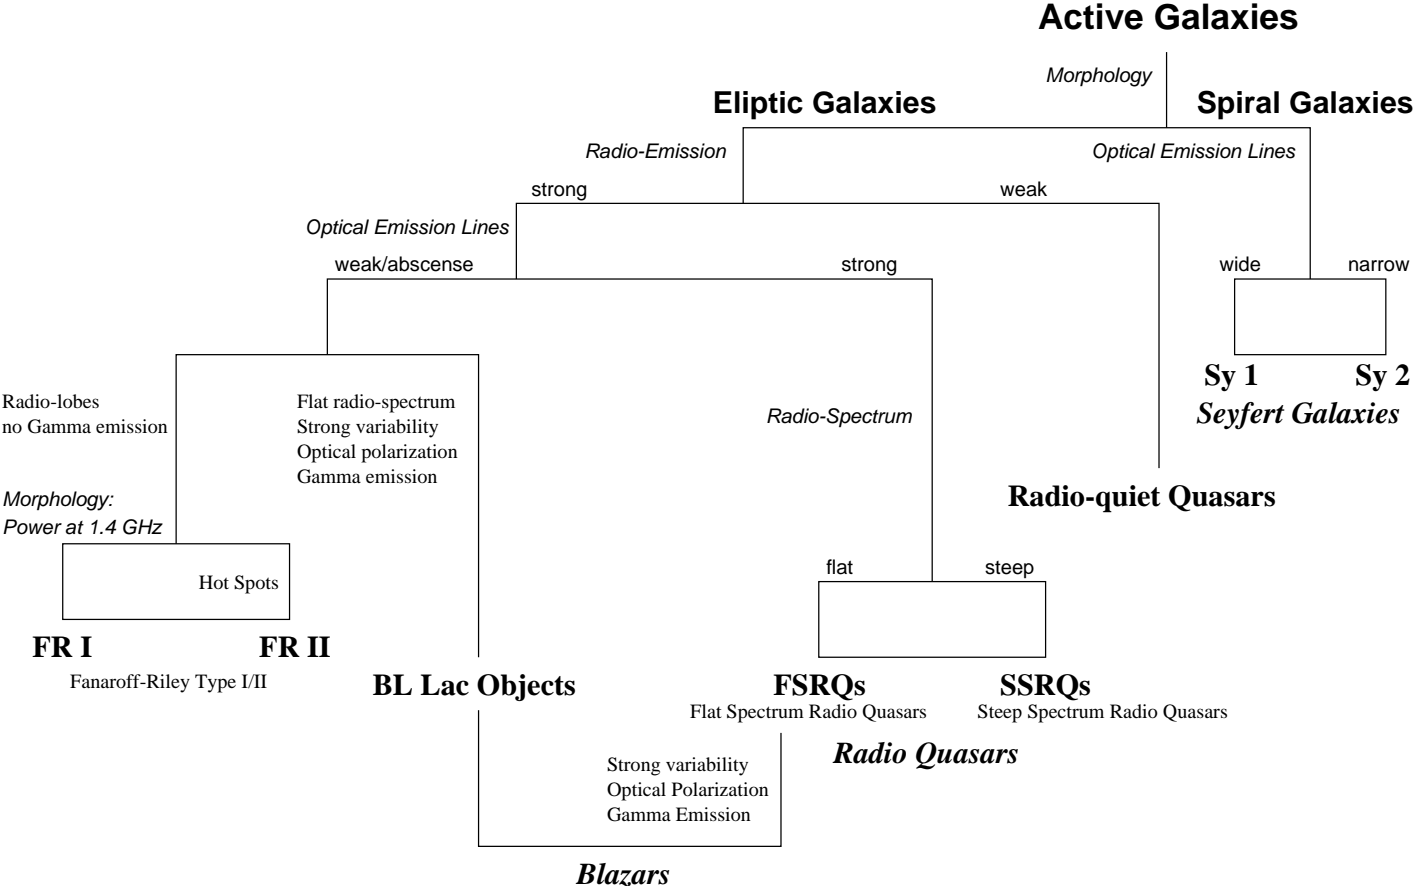 Active Galaxies
Morphology
Eliptic Galaxies
Spiral Galaxies
Radio-Emission
Optical Emission Lines
strong
weak
Optical Emission Lines
weak/abscense
strong
wide
narrow
Sy 1
Sy 2
Seyfert Galaxies
Radio-lobes
no Gamma emission
Flat radio-spectrum
Strong variability
Optical polarization
Gamma emission
Radio-Spectrum
Morphology:
Power at 1.4 GHz
Radio-quiet Quasars
Hot Spots
flat
steep
FR I
FR II
Fanaroff-Riley Type I/II
BL Lac Objects
FSRQs
SSRQs
Flat Spectrum Radio Quasars
Steep Spectrum Radio Quasars
Radio Quasars
Strong variability
Optical Polarization
Gamma Emission
Blazars